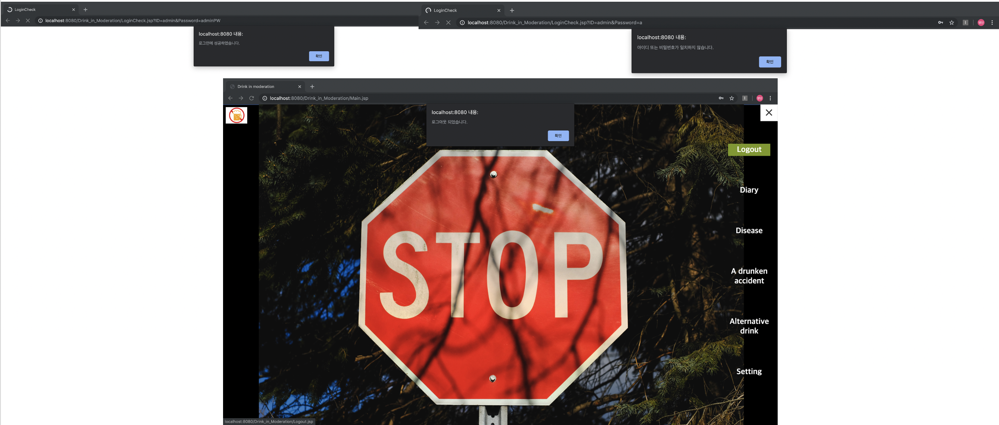 LoginCheck
localhost:8080/Drink_in_Moderation/LoginCheck.jsp?ID=admin&Password=adminPW
localhost:8080 내용:
로그인에 성공하였습니다.
확인
LoginCheck
localhost:8080/Drink_in_Moderation/LoginCheck.jsp?ID=admin&Password=a
영단
localhost:8080 내용:
아이디 또는 비밀번호가 일치하지 않습니다.
확인
Drink in moderation
localhost:8080/Drink_in_Moderation/Main.jsp
영단
localhost:8080 내용:
로그아웃 되었습니다.
확인
Logout
Diary
Disease
A drunken
accident
Alternative
drink
Setting
STOP
localhost:8080/Drink_in_Moderation/Logout.jsp